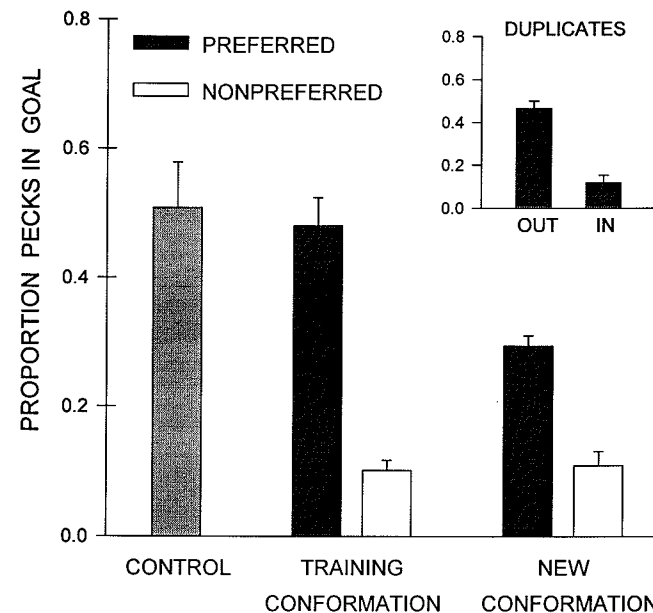 PROPORTION PECKS IN GOAL
0.8
0.6
0.4
0.2
0.0
PREFERRED
NONPREFERRED
DUPLICATES
0.8
0.6
0.4
0.2
0.0
OUT IN
CONTROL TRAINING NEW
CONFORMATION CONFORMATION